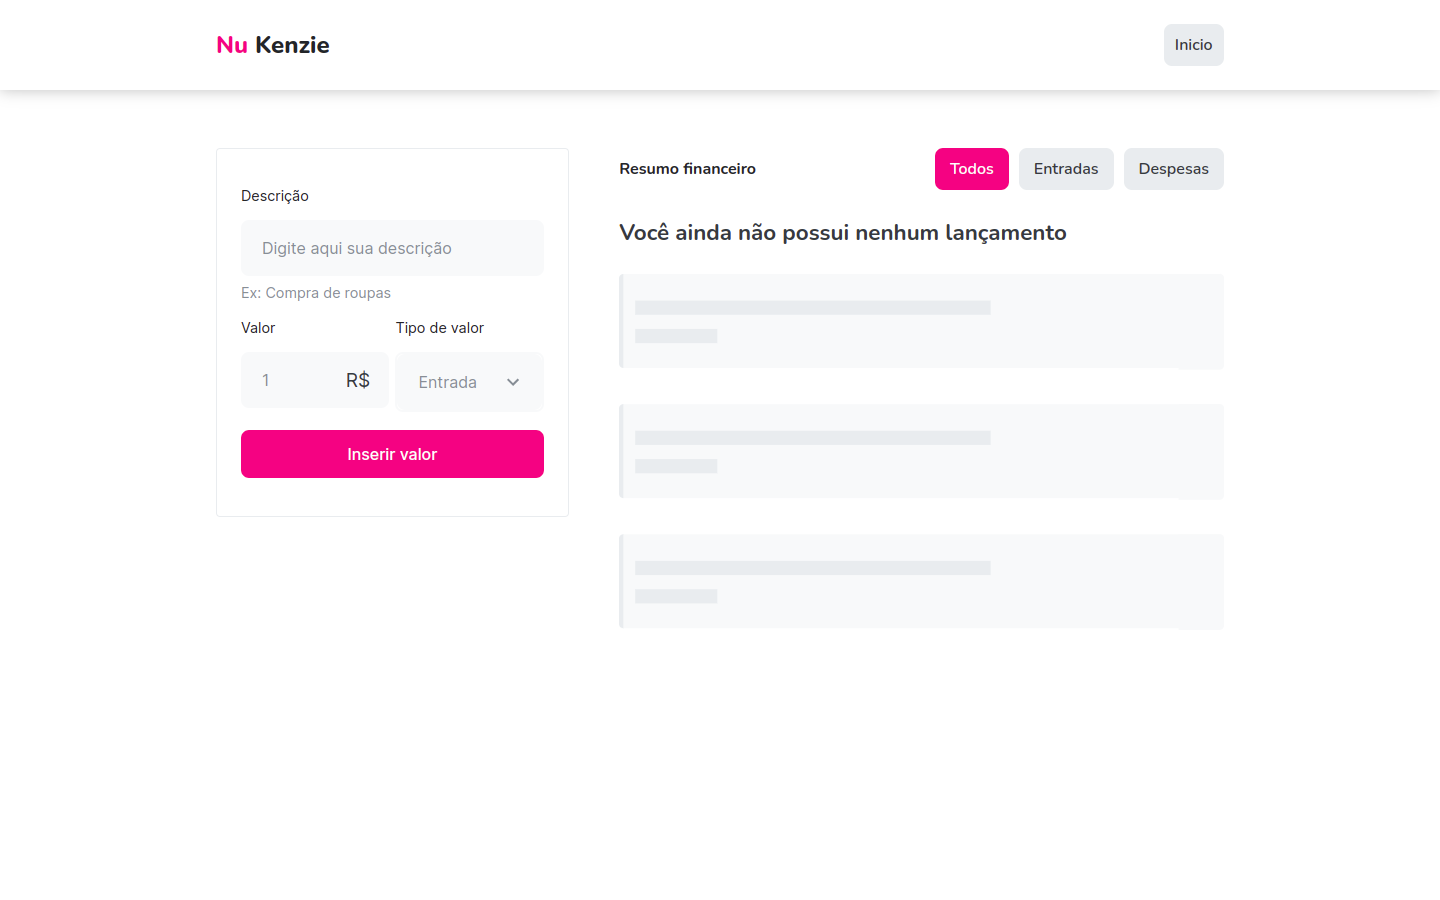 Nu Kenzie
Inicio
Descrição
Digite aqui sua descrição
Ex: Compra de roupas
Valor
Tipo de valor
1
R$
Entrada
Inserir valor
Resumo financeiro
Todos
Entradas
Despesas
Você ainda não possui nenhum lançamento